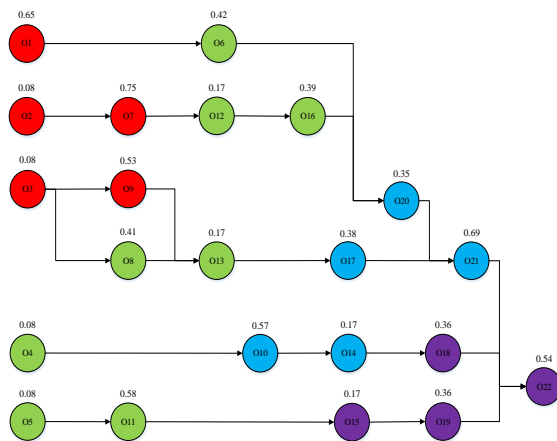 0.65 0.42
O1 O6
0.08 0.75 0.17 0.39
O2 O7 O12 O16
0.08 0.53 0.35
O3 O9 O20
0.41 0.17 0.38 0.69
O8 O13 O17 O21
0.08 0.57 0.17 0.36
O4 O10 O14 O18
0.54
O22
0.08 0.58 0.17 0.36
O5 O11 O15 O19